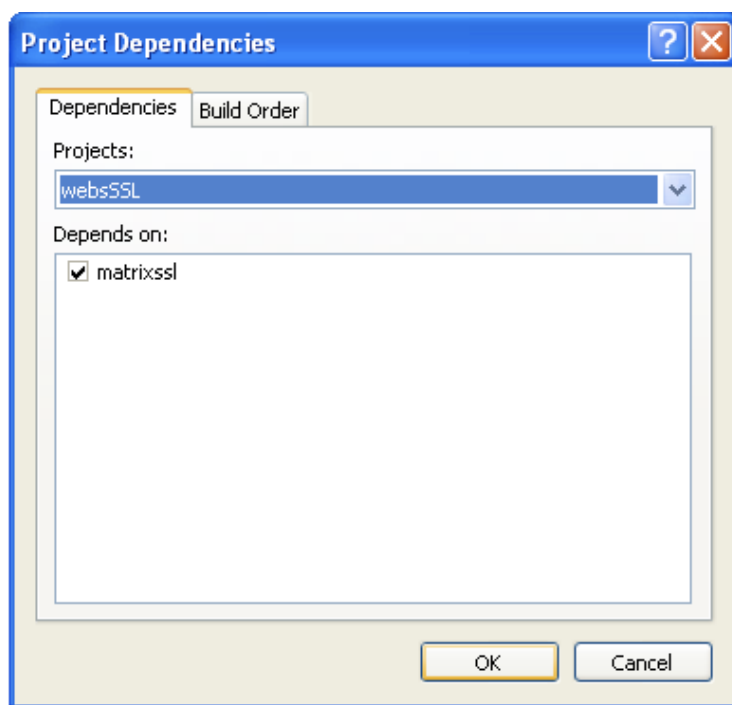 Project Dependencies
Dependencies
Build Order
Projects:
websSSL
Depends on:
matrixssl
OK
Cancel